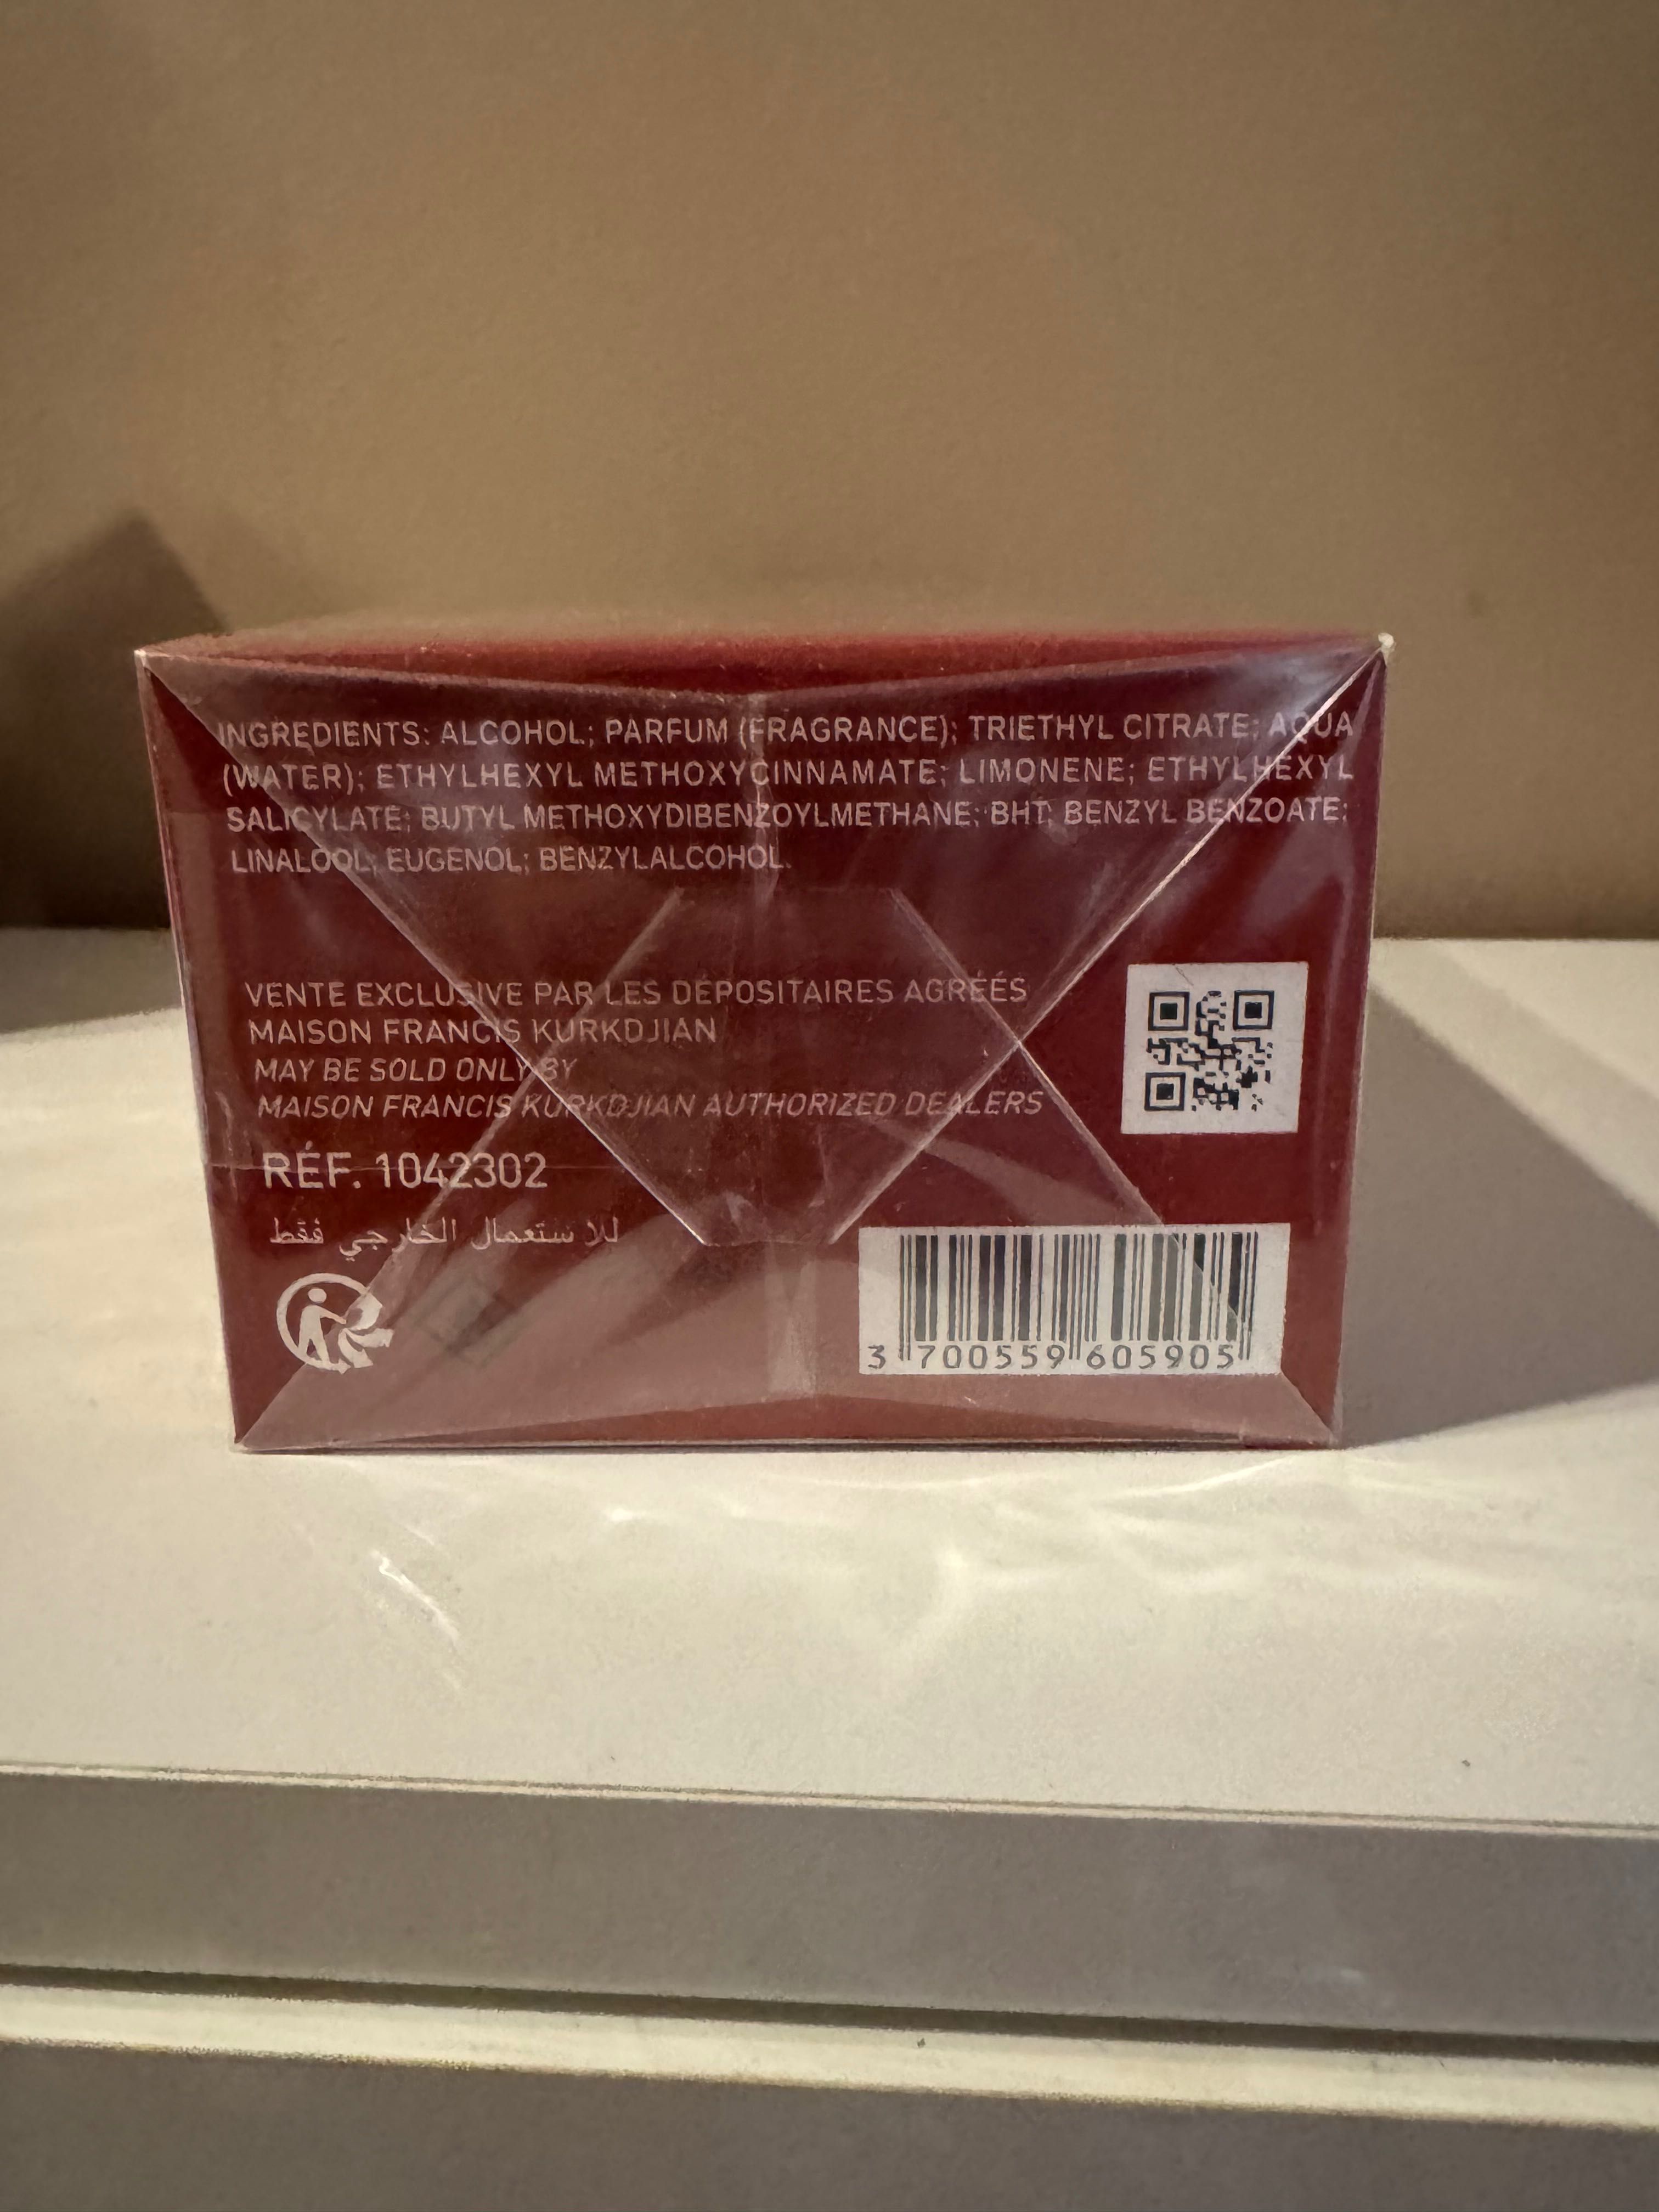 INGREDIENTS: ALCOHOL; PARFUM (FRAGRANCE); TRIETHYL CITRATE; AQUA
(WATER); ETHYLHEXYL METHOXYCINNAMATE; LIMONENE; ETHYLHEXYL
SALICYLATE; BUTYL METHOXYDIBENZOYLMETHANE; BHT; BENZYL BENZOATE;
LINALOOL; EUGENOL; BENZYLALCOHOL.
VENTE EXCLUSIVE PAR LES DÉPOSITAIRES AGRÉÉS
MAISON FRANCIS KURKDJIAN
MAY BE SOLD ONLY BY
MAISON FRANCIS KURKDJIAN AUTHORIZED DEALERS
RÉF. 1042302
للاستعمال الخارجي فقط
3 700559 605905